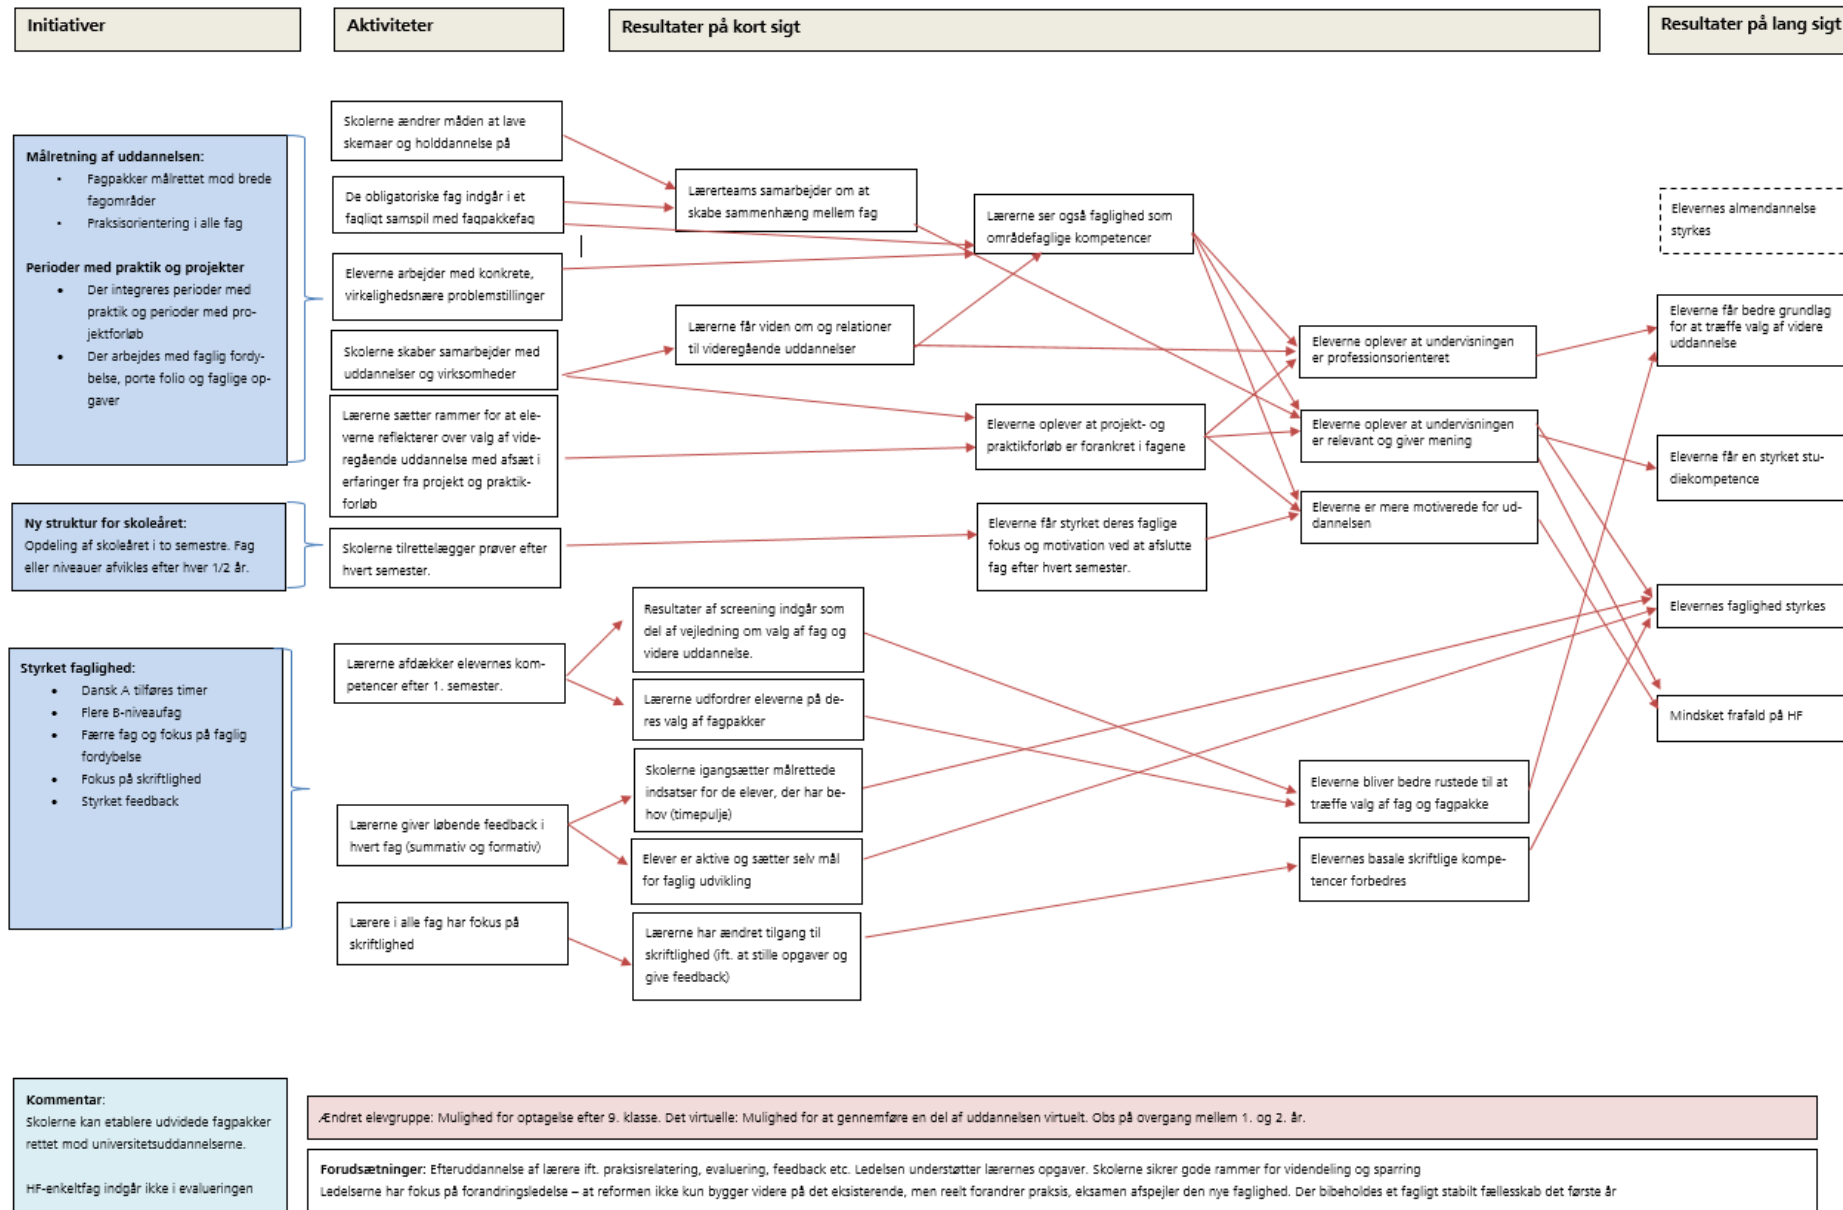 Initiativer
Aktiviteter
Resultater på kort sigt
Resultater på lang sigt
Målretning af uddannelsen:
• Fagpakker målrettet mod brede
fagområder
• Praksisorientering i alle fag
Perioder med praktik og projekter
• Der integreres perioder med
praktik og perioder med pro-
jektforløb
• Der arbejdes med faglig fordy-
belse, porte folio og faglige op-
gaver
Ny struktur for skoleåret:
Opdeling af skoleåret i to semestre. Fag
eller niveauer afvikles efter hver 1/2 år.
Styrket faglighed:
• Dansk A tilføres timer
• Flere B-niveaufag
• Færre fag og fokus på faglig
fordybelse
• Fokus på skriftlighed
• Styrket feedback
Skolerne ændrer måden at lave
skemaer og holddannelse på
De obligatoriske fag indgår i et
fagligt samspil med fagpakkefag
Eleverne arbejder med konkrete,
virkelighedsnære problemstillinger
Skolerne skaber samarbejder med
uddannelser og virksomheder
Lærerne sætter rammer for at ele-
verne reflekterer over valg af vide-
regående uddannelse med afsæt i
erfaringer fra projekt og praktik-
forløb
Skolerne tilrettelægger prøver efter
hvert semester.
Lærerne afdækker elevernes kom-
petencer efter 1. semester.
Lærerne giver løbende feedback i
hvert fag (summativ og formativ)
Lærere i alle fag har fokus på
skriftlighed
Lærerteams samarbejder om at
skabe sammenhæng mellem fag
Lærerne får viden om og relationer
til videregående uddannelser
Resultater af screening indgår som
del af vejledning om valg af fag og
videre uddannelse.
Lærerne udfordrer eleverne på de-
res valg af fagpakker
Skolerne igangsætter målrettede
indsatser for de elever, der har be-
hov (timepulje)
Elever er aktive og sætter selv mål
for faglig udvikling
Lærerne har ændret tilgang til
skriftlighed (ift. at stille opgaver og
give feedback)
Lærerne ser også faglighed som
områdefaglige kompetencer
Eleverne oplever at projekt- og
praktikforløb er forankret i fagene
Eleverne får styrket deres faglige
fokus og motivation ved at afslutte
fag efter hvert semester.
Eleverne oplever at undervisningen
er professionsorienteret
Eleverne oplever at undervisningen
er relevant og giver mening
Eleverne er mere motiverede for ud-
dannelsen
Eleverne bliver bedre rustede til at
træffe valg af fag og fagpakke
Elevernes basale skriftlige kompe-
tencer forbedres
Elevernes almendannelse
styrkes
Eleverne får bedre grundlag
for at træffe valg af videre
uddannelse
Eleverne får en styrket stu-
diekompetence
Elevernes faglighed styrkes
Mindsket frafald på HF
Kommentar:
Skolerne kan etablere udvidede fagpakker
rettet mod universitetsuddannelserne.
HF-enkeltfag indgår ikke i evalueringen
Ændret elevgruppe: Mulighed for optagelse efter 9. klasse. Det virtuelle: Mulighed for at gennemføre en del af uddannelsen virtuelt. Obs på overgang mellem 1. og 2. år.
Forudsætninger: Efteruddannelse af lærere ift. praksisrelatering, evaluering, feedback etc. Ledelsen understøtter lærernes opgaver. Skolerne sikrer gode rammer for videndeling og sparring
Ledelserne har fokus på forandringsledelse – at reformen ikke kun bygger videre på det eksisterende, men reelt forandrer praksis, eksamen afspejler den nye faglighed. Der bibeholdes et fagligt stabilt fællesskab det første år